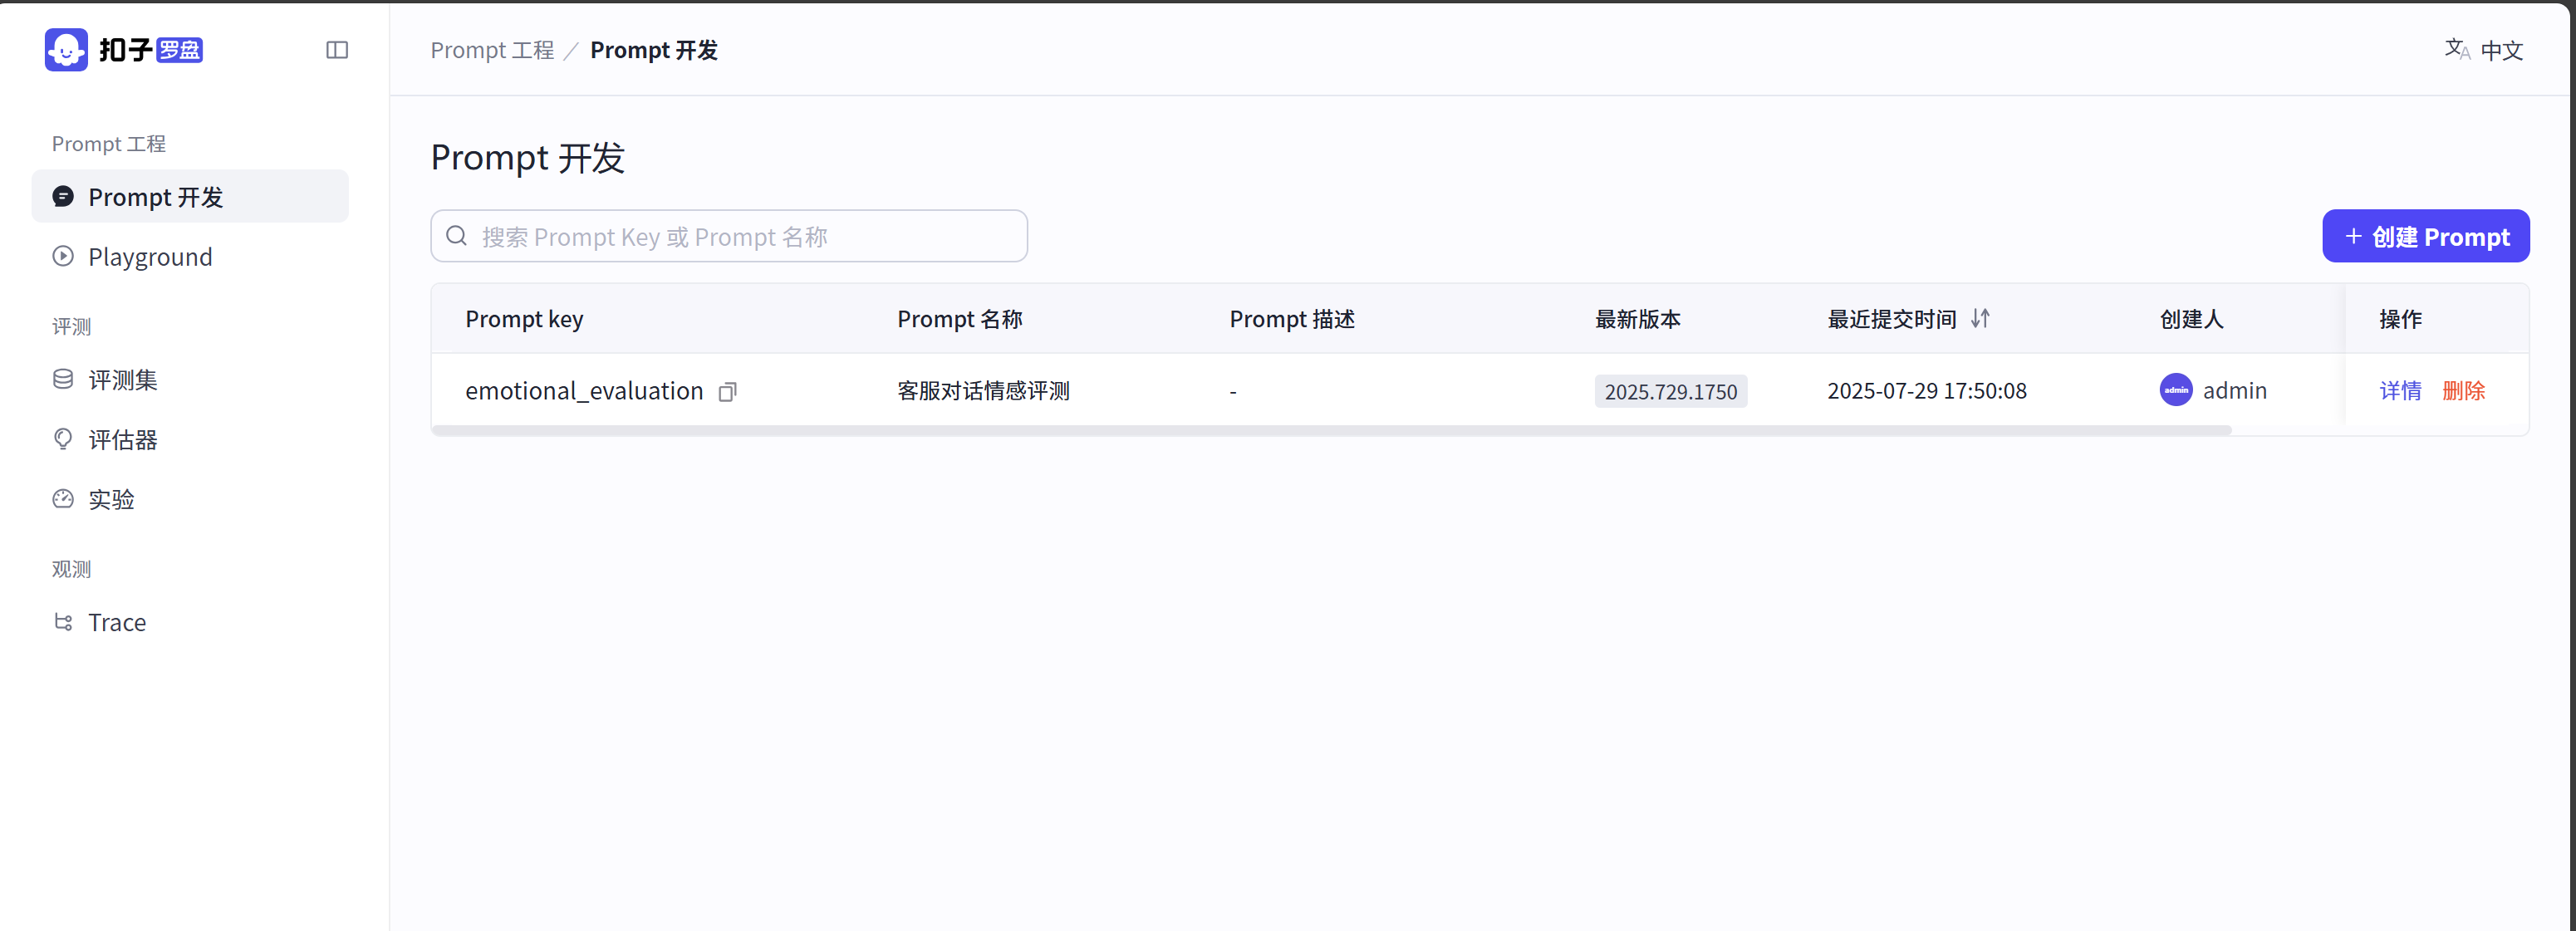 扣子罗盘
Prompt 工程 / Prompt 开发
中文
Prompt 工程
Prompt 开发
Playground
评测
评测集
评估器
实验
观测
Trace
Prompt 开发
搜索 Prompt Key 或 Prompt 名称
创建 Prompt
Prompt key Prompt 名称 Prompt 描述 最新版本 最近提交时间 创建人 操作
emotional_evaluation 客服对话情感评测 - 2025.729.1750 2025-07-29 17:50:08 admin admin 详情 删除